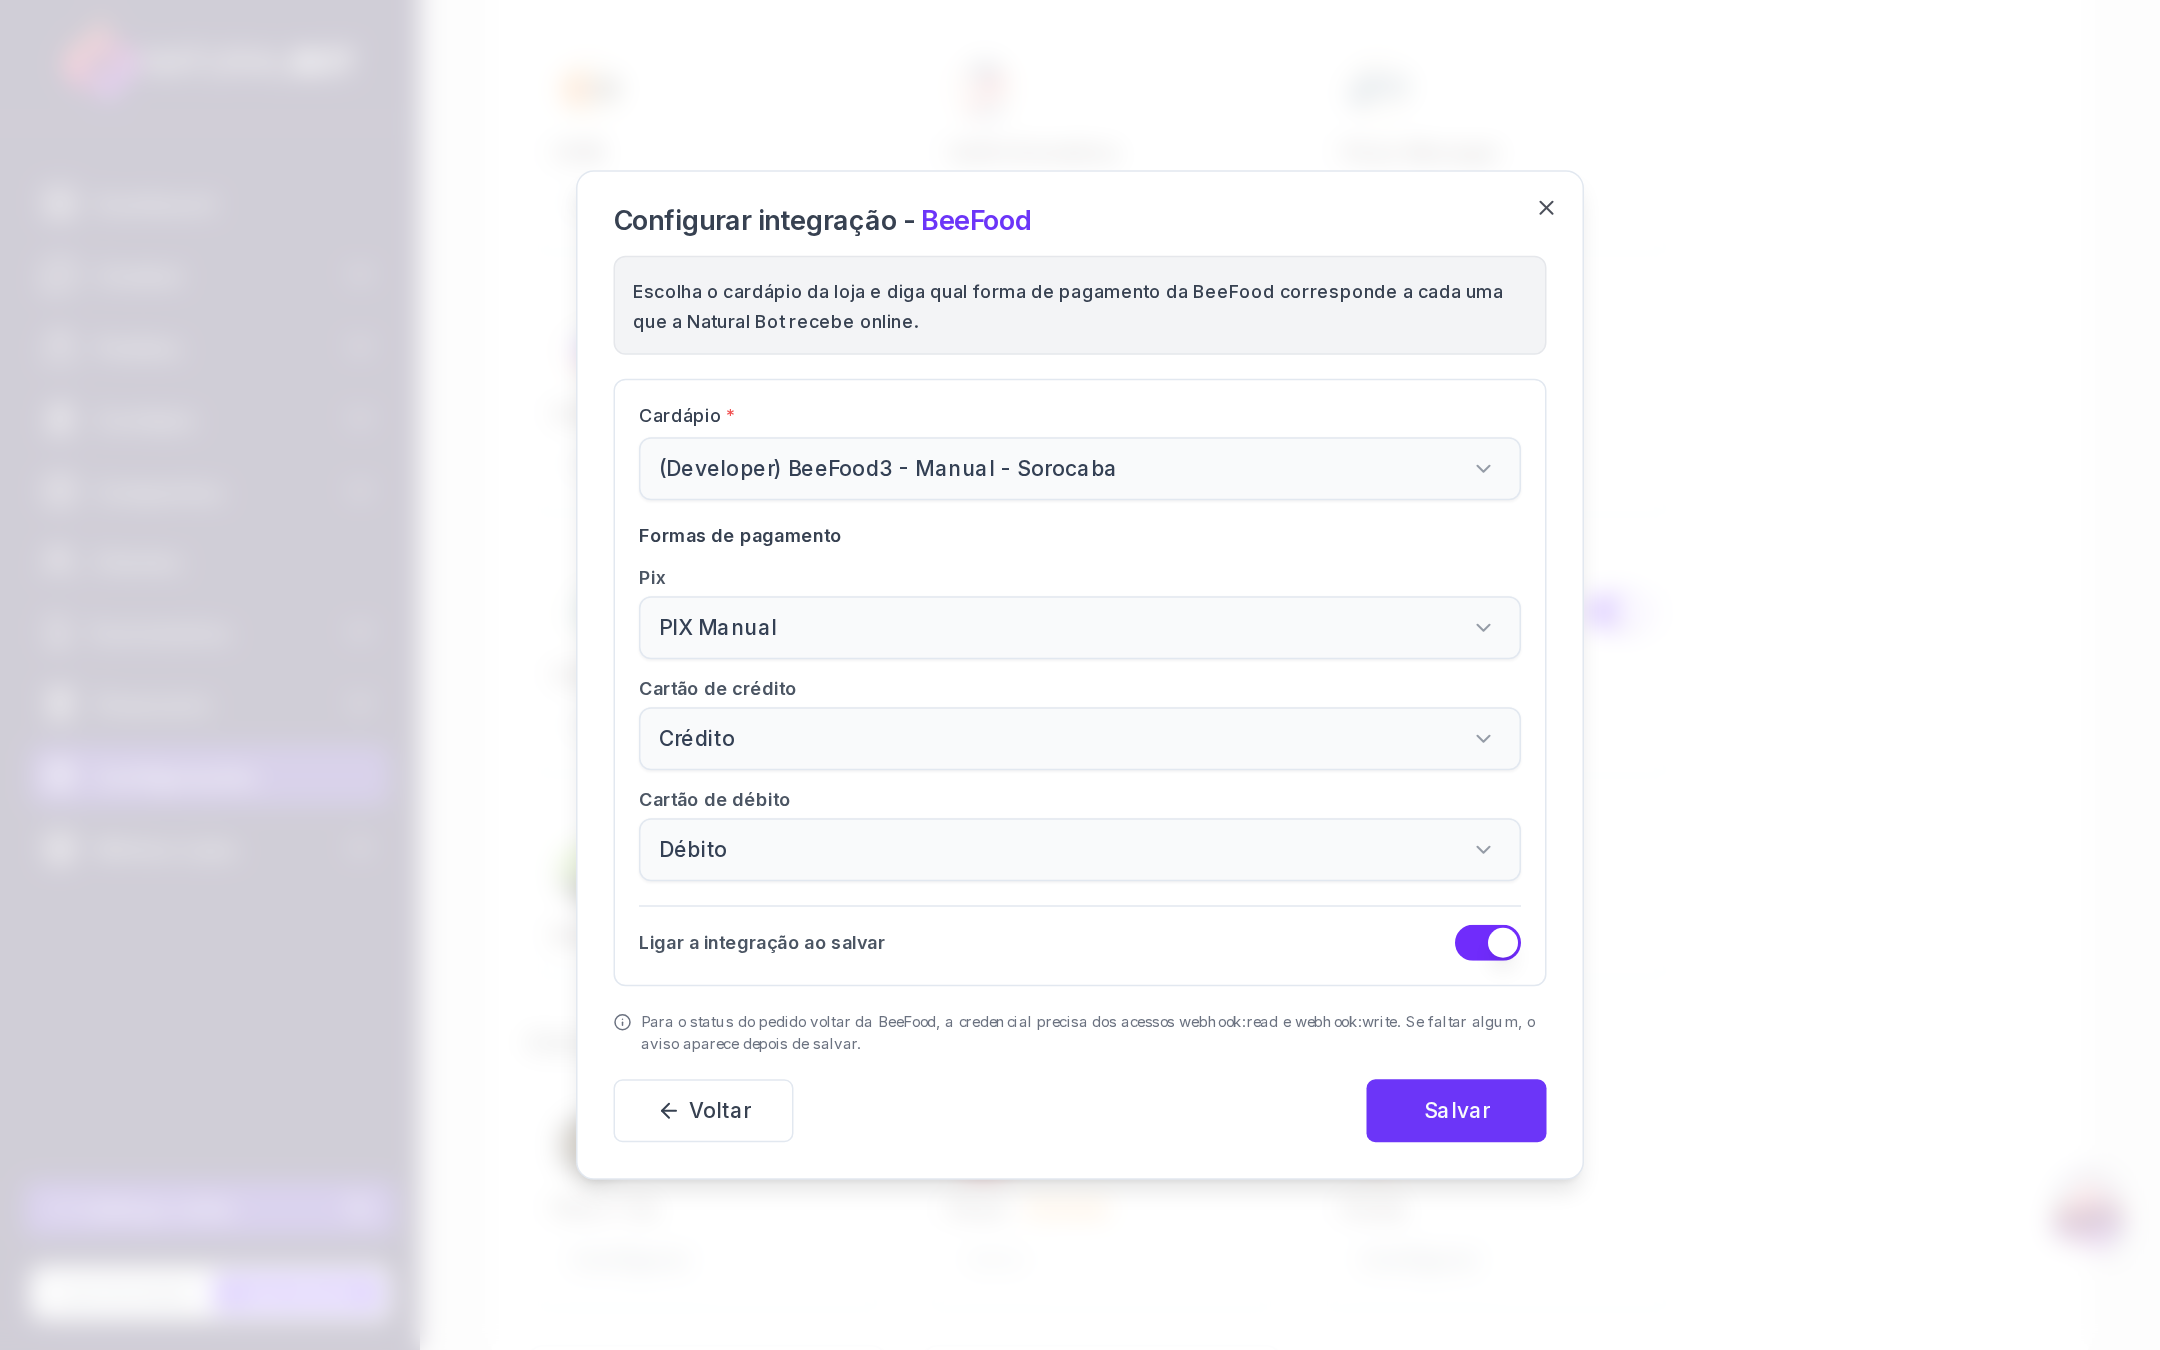 Configurar integração - BeeFood
Escolha o cardápio da loja e diga qual forma de pagamento da BeeFood corresponde a cada uma
que a Natural Bot recebe online.
Cardápio *
(Developer) BeeFood3 - Manual - Sorocaba
Formas de pagamento
Pix
PIX Manual
Cartão de crédito
Crédito
Cartão de débito
Débito
Ligar a integração ao salvar
Para o status do pedido voltar da BeeFood, a credencial precisa dos acessos webhook:read e webhook:write. Se faltar algum, o
aviso aparece depois de salvar.
Voltar
Salvar